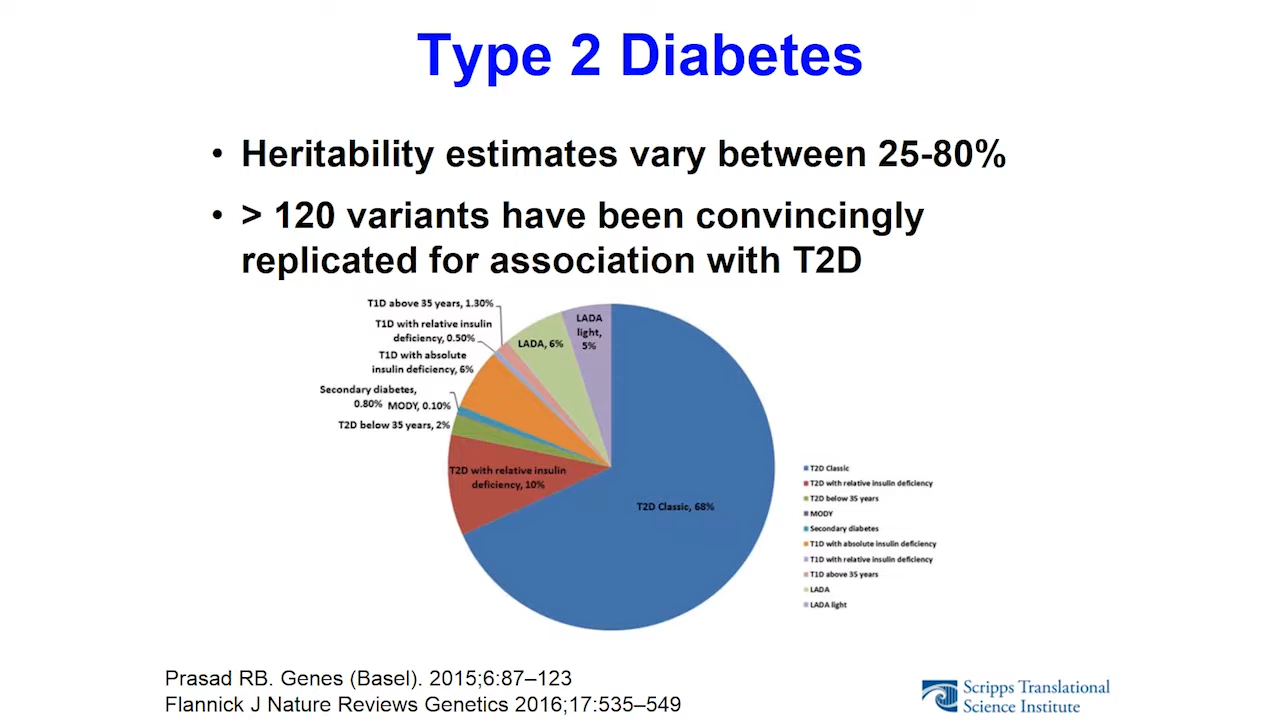 Type 2 Diabetes
• Heritability estimates vary between 25-80%
• > 120 variants have been convincingly
replicated for association with T2D
T1D above 35 years, 1.30%
T1D with relative insulin
deficiency, 0.50%
T1D with absolute
insulin deficiency, 6%
Secondary diabetes,
0.80%
MODY, 0.10%
T2D below 35 years, 2%
T2D with relative insulin
deficiency, 10%
LADA, 6%
LADA
light,
5%
T2D Classic, 68%
T2D Classic
T2D with relative insulin deficiency
T2D below 35 years
MODY
Secondary diabetes
T1D with absolute insulin deficiency
T1D with relative insulin deficiency
T1D above 35 years
LADA
LADA light
Prasad RB. Genes (Basel). 2015;6:87–123
Flannick J Nature Reviews Genetics 2016;17:535–549
Scripps Translational
Science Institute